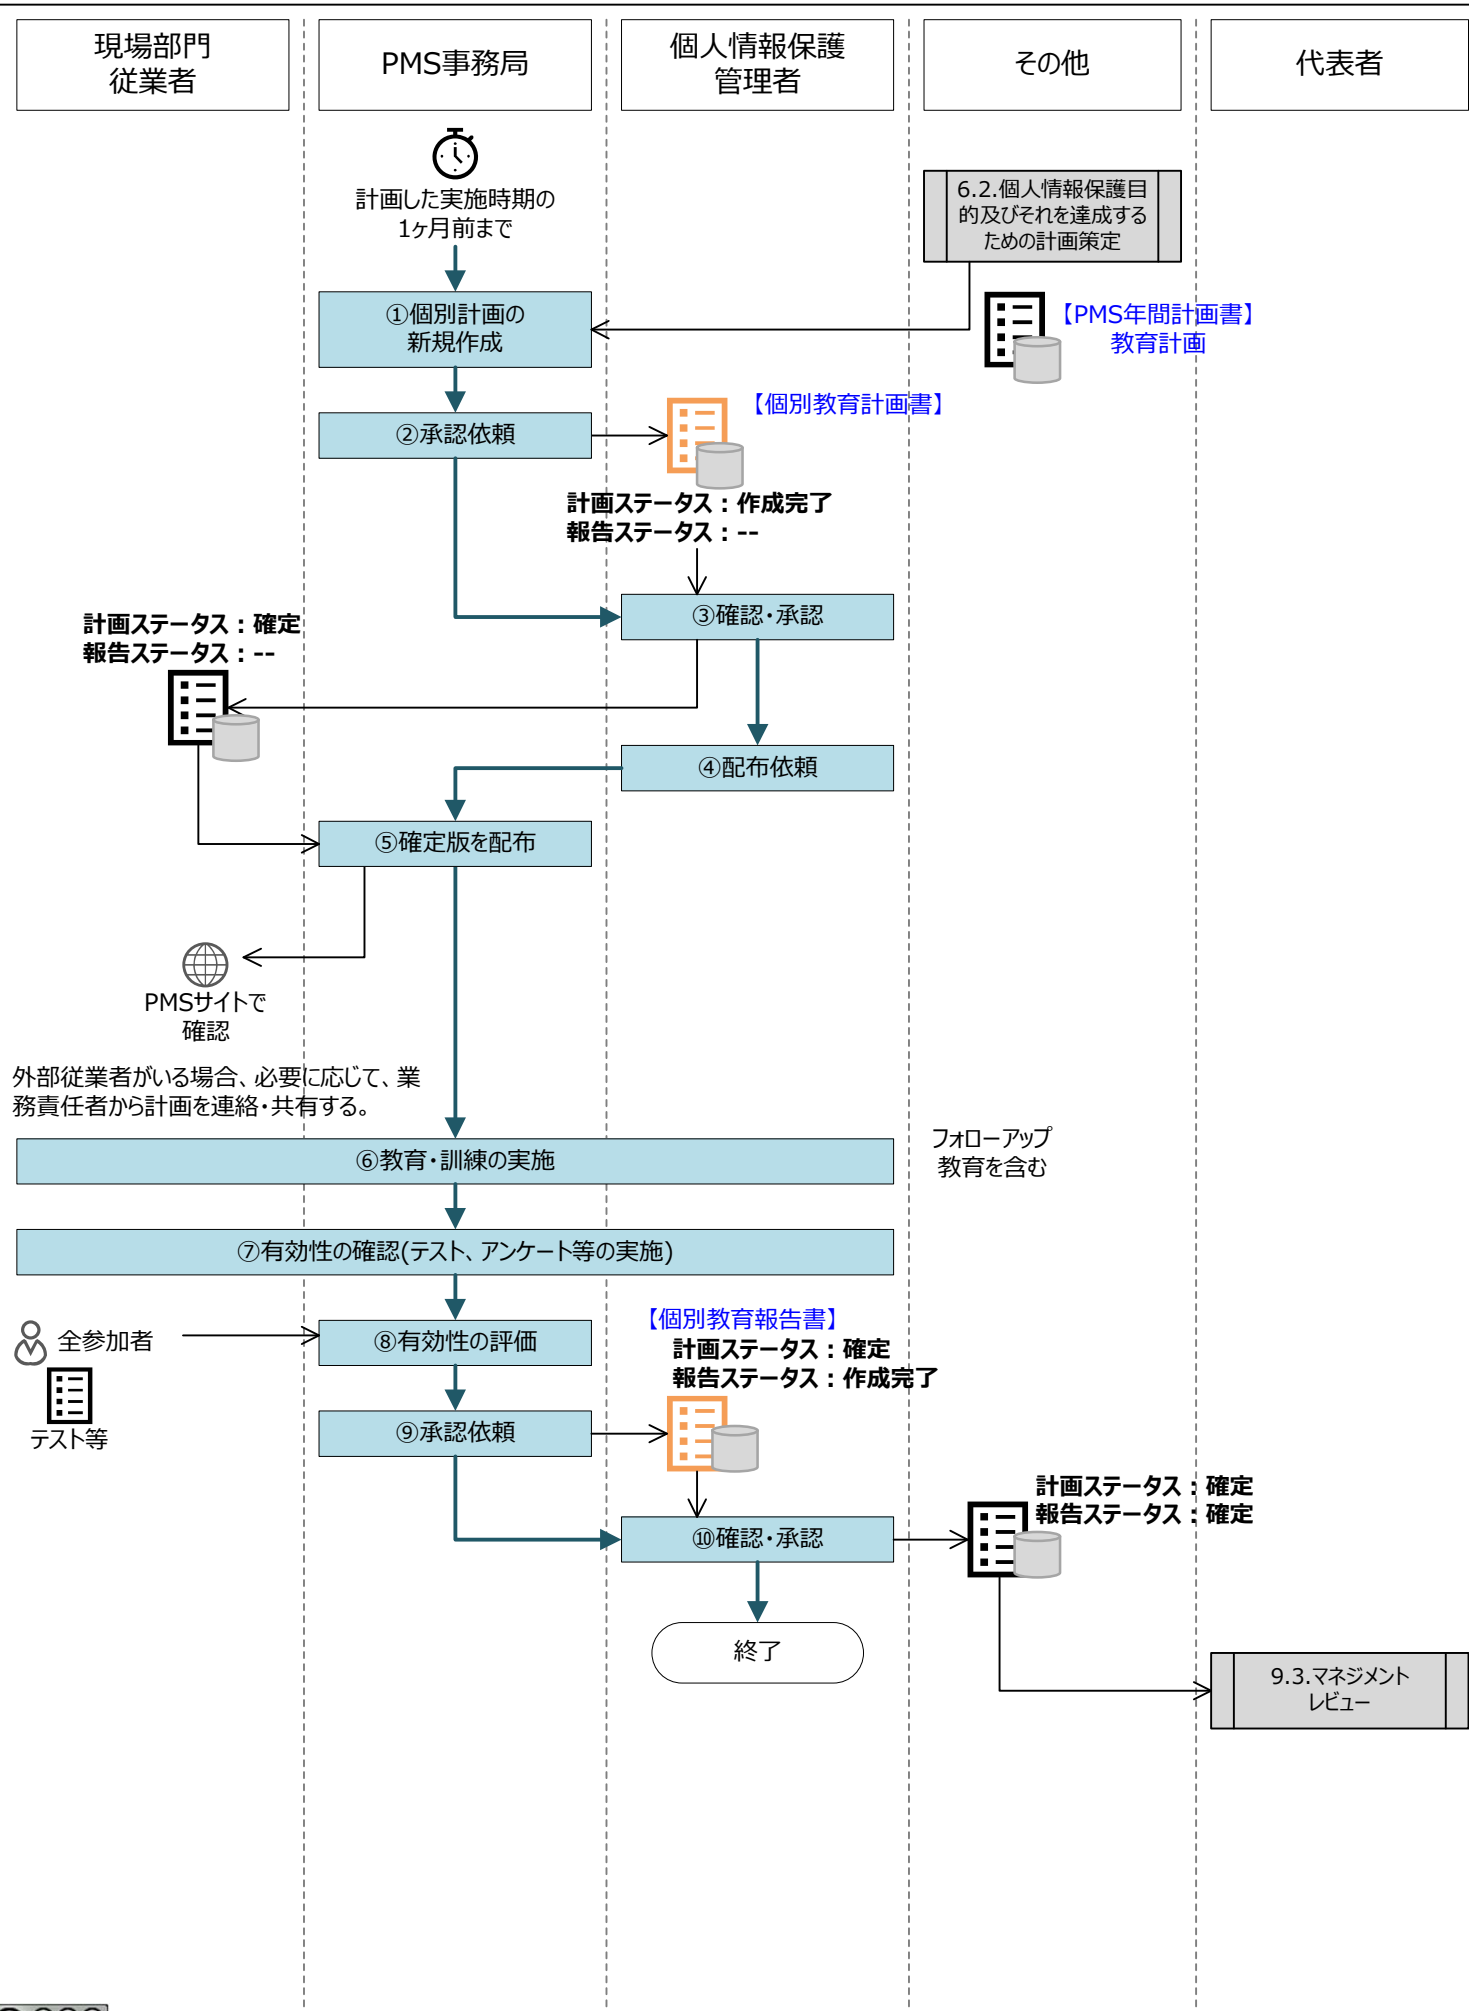 現場部門
従業者
PMS事務局
個人情報保護
管理者
その他
代表者
計画した実施時期の
1ヶ月前まで
6.2.個人情報保護目
的及びそれを達成する
ための計画策定
①個別計画の
新規作成
【PMS年間計画書】
教育計画
②承認依頼
【個別教育計画書】
計画ステータス：作成完了
報告ステータス：--
③確認・承認
計画ステータス：確定
報告ステータス：--
④配布依頼
⑤確定版を配布
PMSサイトで
確認
外部従業者がいる場合、必要に応じて、業
務責任者から計画を連絡・共有する。
⑥教育・訓練の実施
フォローアップ
教育を含む
⑦有効性の確認(テスト、アンケート等の実施)
全参加者
テスト等
⑧有効性の評価
【個別教育報告書】
計画ステータス：確定
報告ステータス：作成完了
⑨承認依頼
⑩確認・承認
計画ステータス：確定
報告ステータス：確定
終了
9.3.マネジメント
レビュー